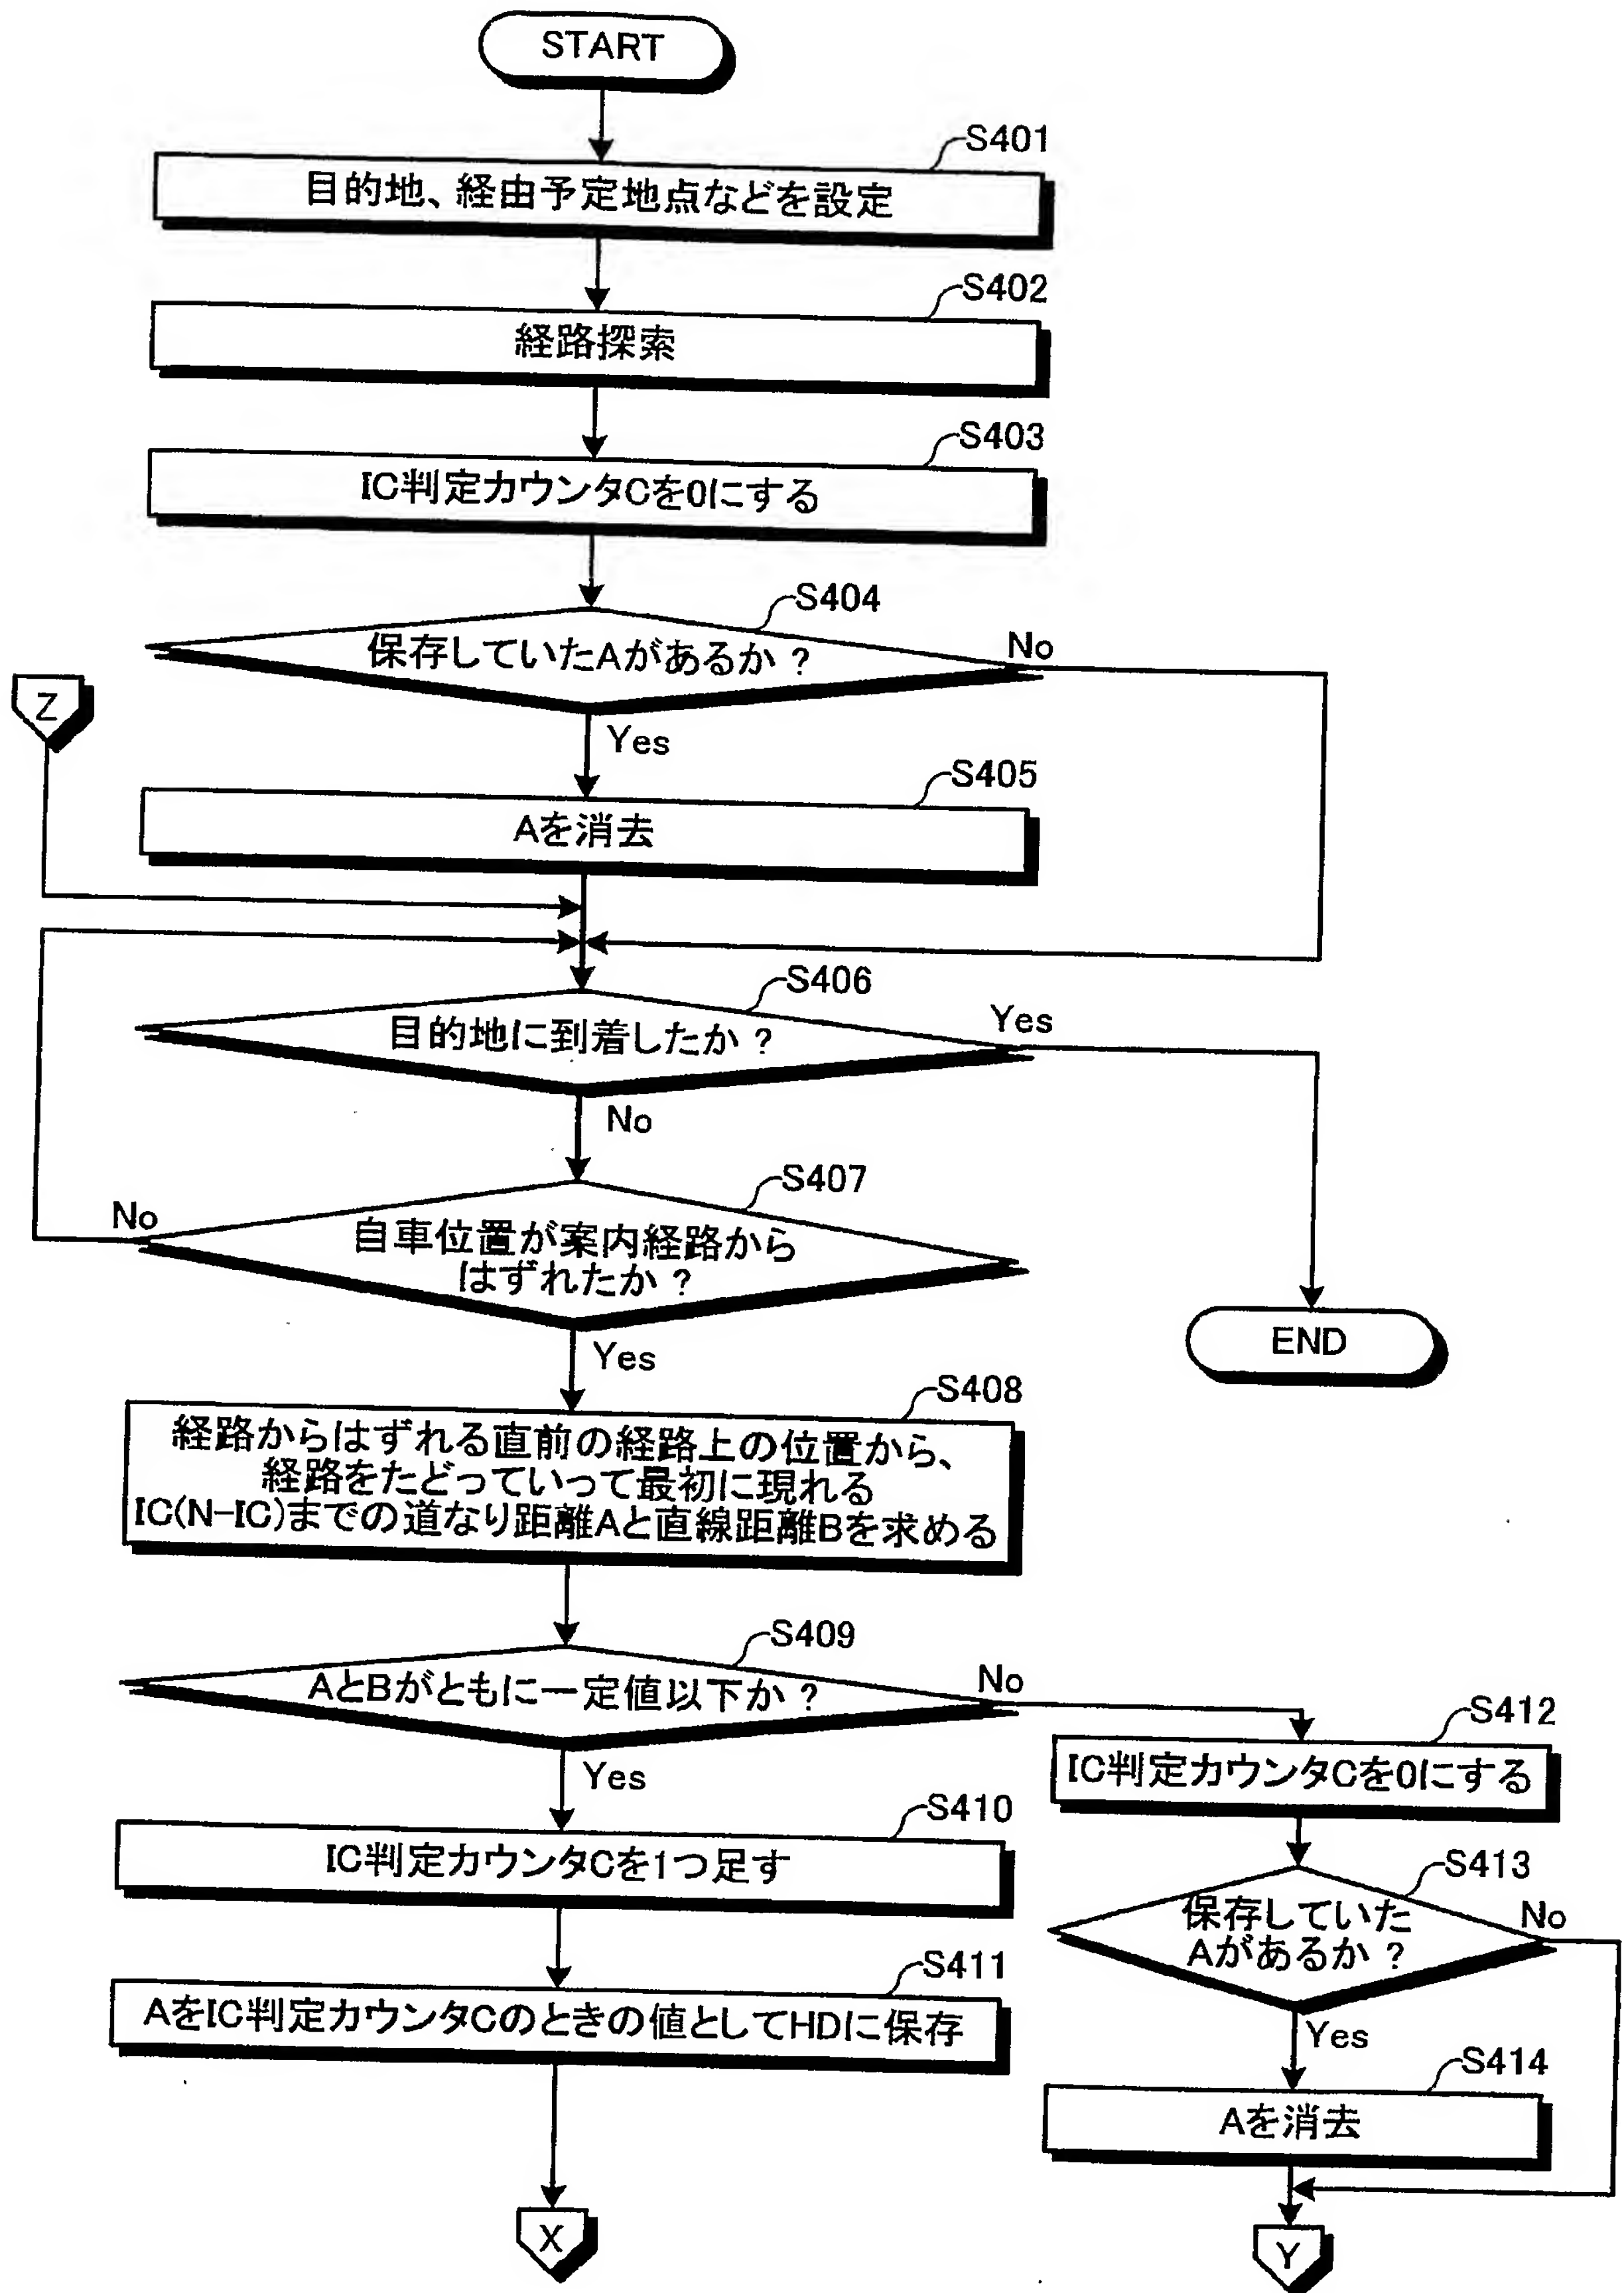 START
S401
目的地、経由予定地点などを設定
S402
経路探索
S403
IC判定カウンタCを0にする
S404
保存していたAがあるか？
No
Z
Yes
S405
Aを消去
S406
目的地に到着したか？
Yes
No
S407
No
自車位置が案内経路から
はずれたか？
END
Yes
S408
経路からはずれる直前の経路上の位置から、
経路をたどっていって最初に現れる
IC(N-IC)までの道なり距離Aと直線距離Bを求める
S409
AとBがともに一定値以下か？
No
S412
IC判定カウンタCを0にする
Yes
S410
IC判定カウンタCを1つ足す
S413
保存していた
Aがあるか？
No
S411
AをIC判定カウンタCのときの値としてHDに保存
Yes
S414
Aを消去
X
Y